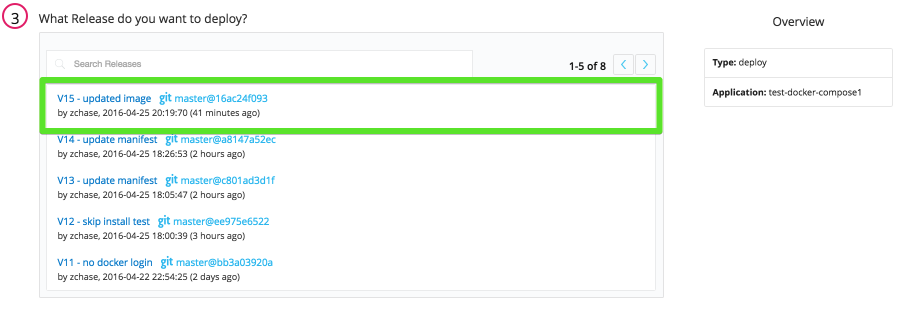 3 What Release do you want to deploy?
Search Releases
1-5 of 8
V15 - updated image git master@16ac24f093
by zchase, 2016-04-25 20:19:70 (41 minutes ago)
V14 - update manifest git master@a8147a52ec
by zchase, 2016-04-25 18:26:53 (2 hours ago)
V13 - update manifest git master@c801ad3d1f
by zchase, 2016-04-25 18:05:47 (2 hours ago)
V12 - skip install test git master@ee975e6522
by zchase, 2016-04-25 18:00:39 (3 hours ago)
V11 - no docker login git master@bb3a03920a
by zchase, 2016-04-22 22:54:25 (2 days ago)
Overview
Type: deploy
Application: test-docker-compose1